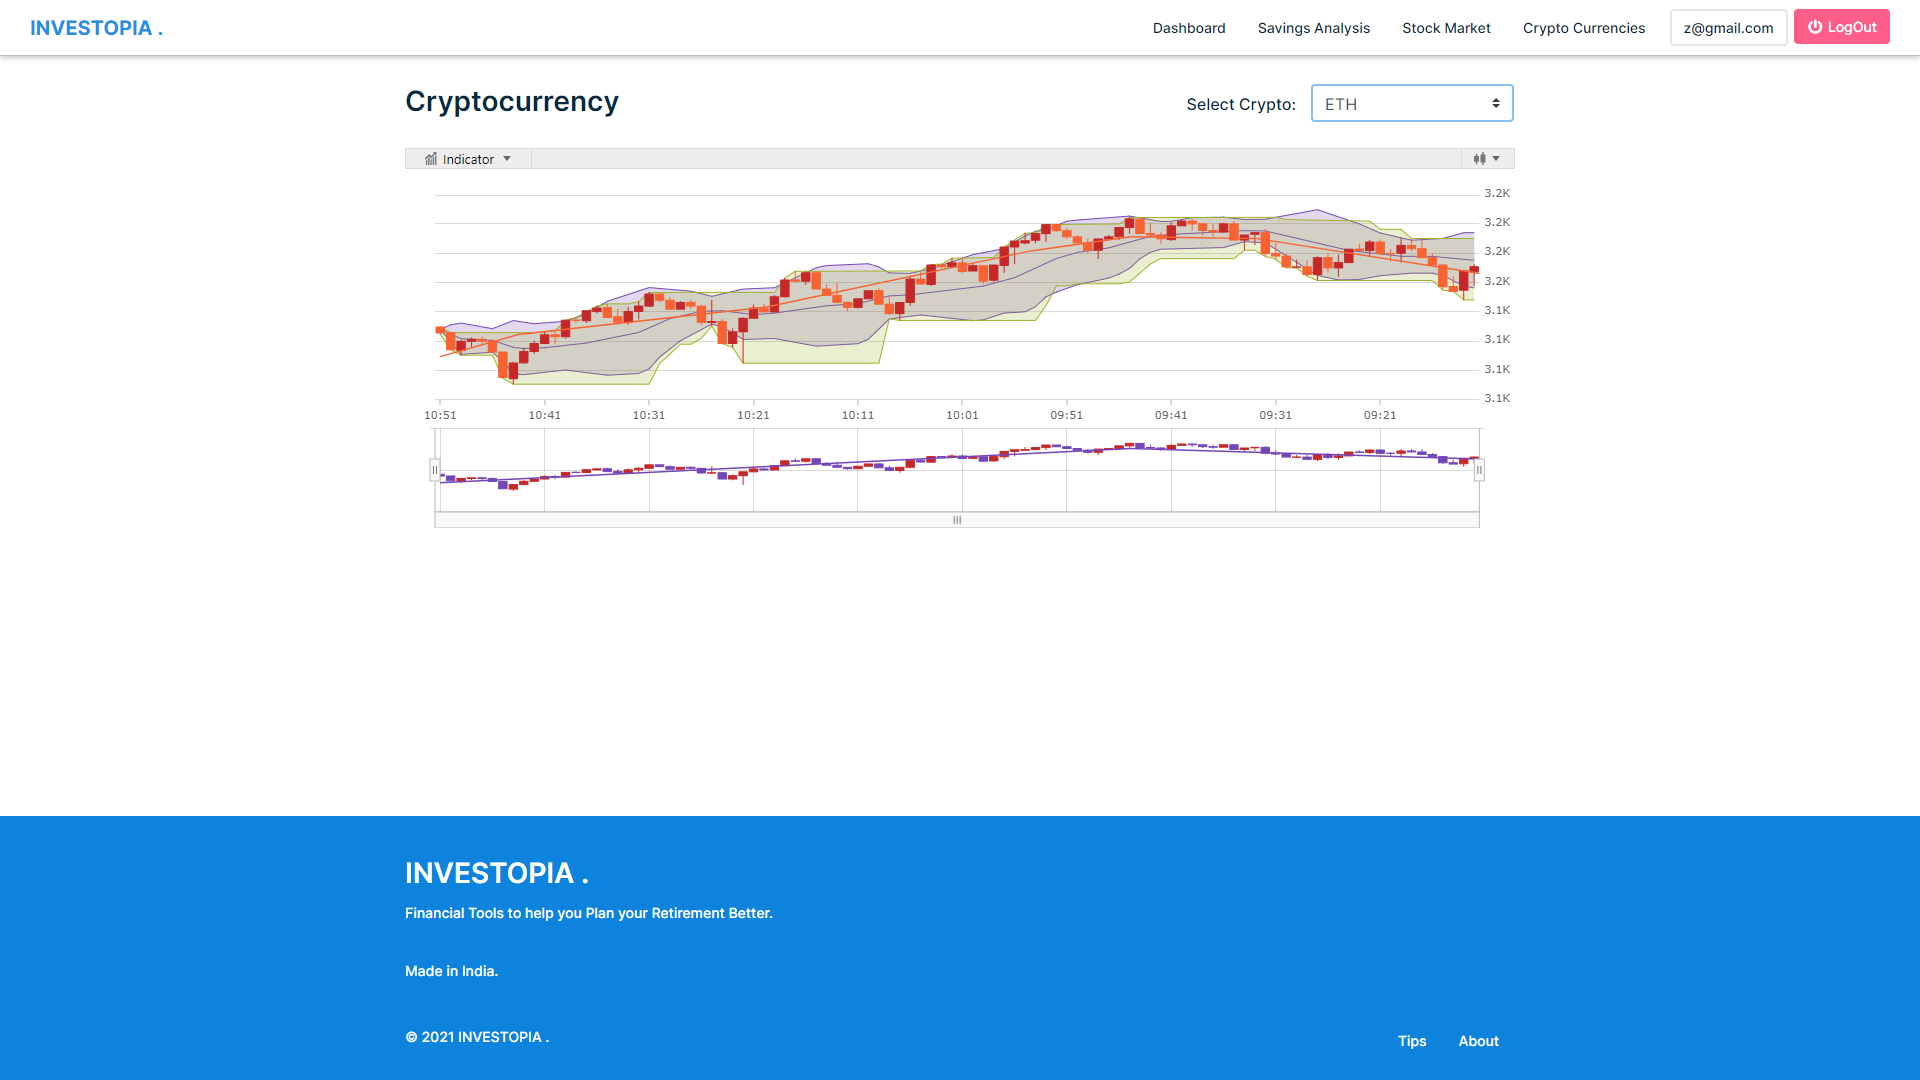 INVESTOPIA .
Dashboard
Savings Analysis
Stock Market
Crypto Currencies
z@gmail.com
LogOut
Cryptocurrency
Select Crypto:
ETH
Indicator
3.2K
3.2K
3.2K
3.2K
3.1K
3.1K
3.1K
3.1K
10:51 10:41 10:31 10:21 10:11 10:01 09:51 09:41 09:31 09:21
INVESTOPIA .
Financial Tools to help you Plan your Retirement Better.
Made in India.
© 2021 INVESTOPIA .
Tips
About